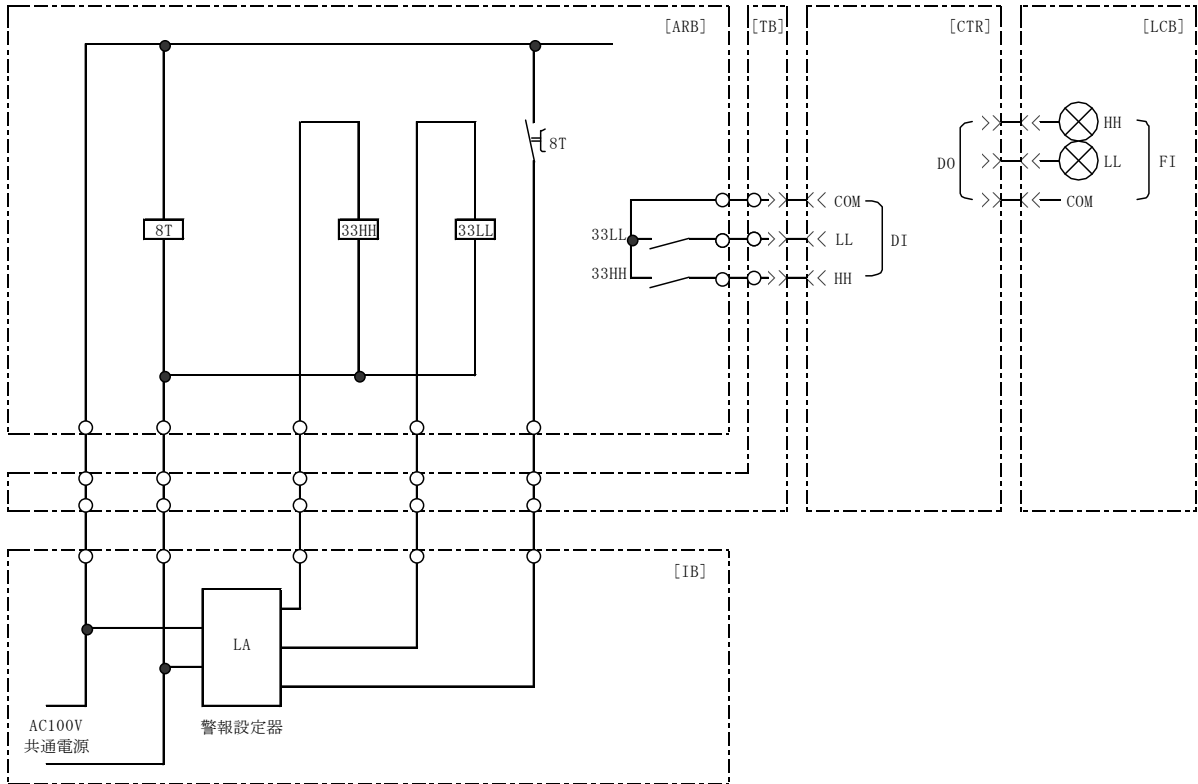 [ARB]
[TB]
[CTR]
[LCB]
8T
HH
LL
COM
DO
FI
8T
33HH
33LL
33LL
33HH
COM
LL
HH
DI
[IB]
LA
AC100V
共通電源
警報設定器